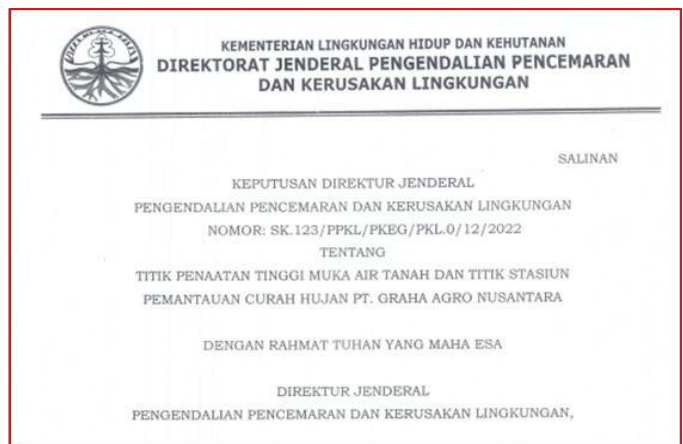 KEMENTERIAN LINGKUNGAN HIDUP DAN KEHUTANAN
DIREKTORAT JENDERAL PENGENDALIAN PENCEMARAN
DAN KERUSAKAN LINGKUNGAN
SALINAN
KEPUTUSAN DIREKTUR JENDERAL
PENGENDALIAN PENCEMARAN DAN KERUSAKAN LINGKUNGAN
NOMOR: SK.123/PPKL/PKEG/PKL.0/12/2022
TENTANG
TITIK PENAATAN TINGGI MUKA AIR TANAH DAN TITIK STASIUN
PEMANTAUAN CURAH HUJAN PT. GRAHA AGRO NUSANTARA
DENGAN RAHMAT TUHAN YANG MAHA ESA
DIREKTUR JENDERAL
PENGENDALIAN PENCEMARAN DAN KERUSAKAN LINGKUNGAN,